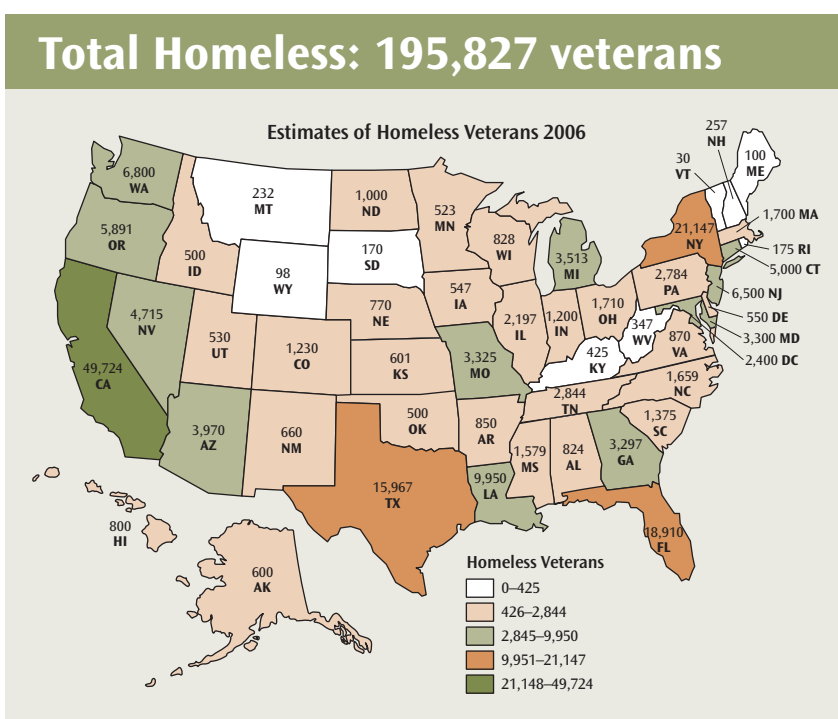 Total Homeless: 195,827 veterans
Estimates of Homeless Veterans 2006
257
NH
30
VT
100
ME
6,800
WA
232
MT
1,000
ND
523
MN
5,891
OR
500
ID
98
WY
170
SD
828
WI
3,513
MI
21,147
NY
1,700 MA
175 RI
5,000 CT
6,500 NJ
550 DE
3,300 MD
2,400 DC
2,784
PA
4,715
NV
530
UT
1,230
CO
770
NE
547
IA
2,197
IL
1,200
IN
1,710
OH
347
WV
870
VA
49,724
CA
601
KS
3,325
MO
425
KY
1,659
NC
2,844
TN
1,375
SC
3,970
AZ
660
NM
500
OK
850
AR
1,579
MS
824
AL
3,297
GA
15,967
TX
9,950
LA
18,910
FL
800
HI
600
AK
Homeless Veterans
0–425
426–2,844
2,845–9,950
9,951–21,147
21,148–49,724